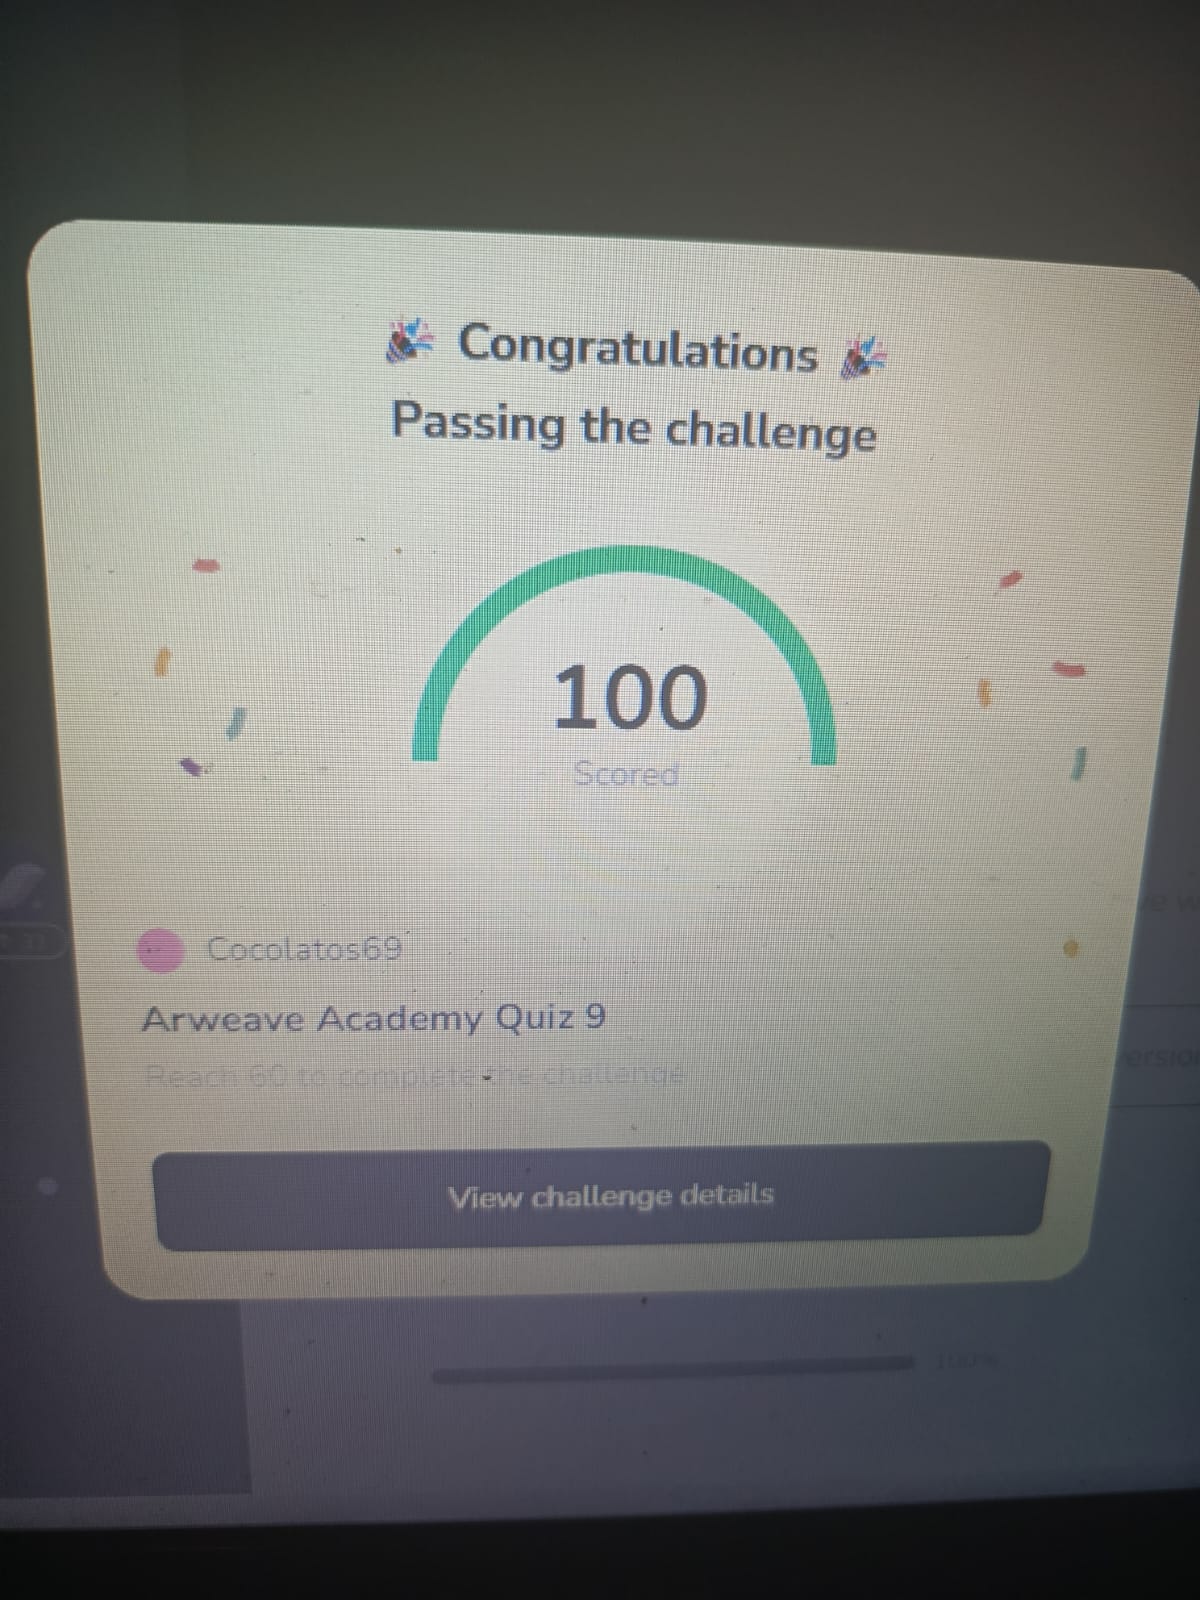 🎉 Congratulations 🎉
Passing the challenge
100
Scored
Cocolatos69
Arweave Academy Quiz 9
Reach 60 to complete the challenge
View challenge details
100%